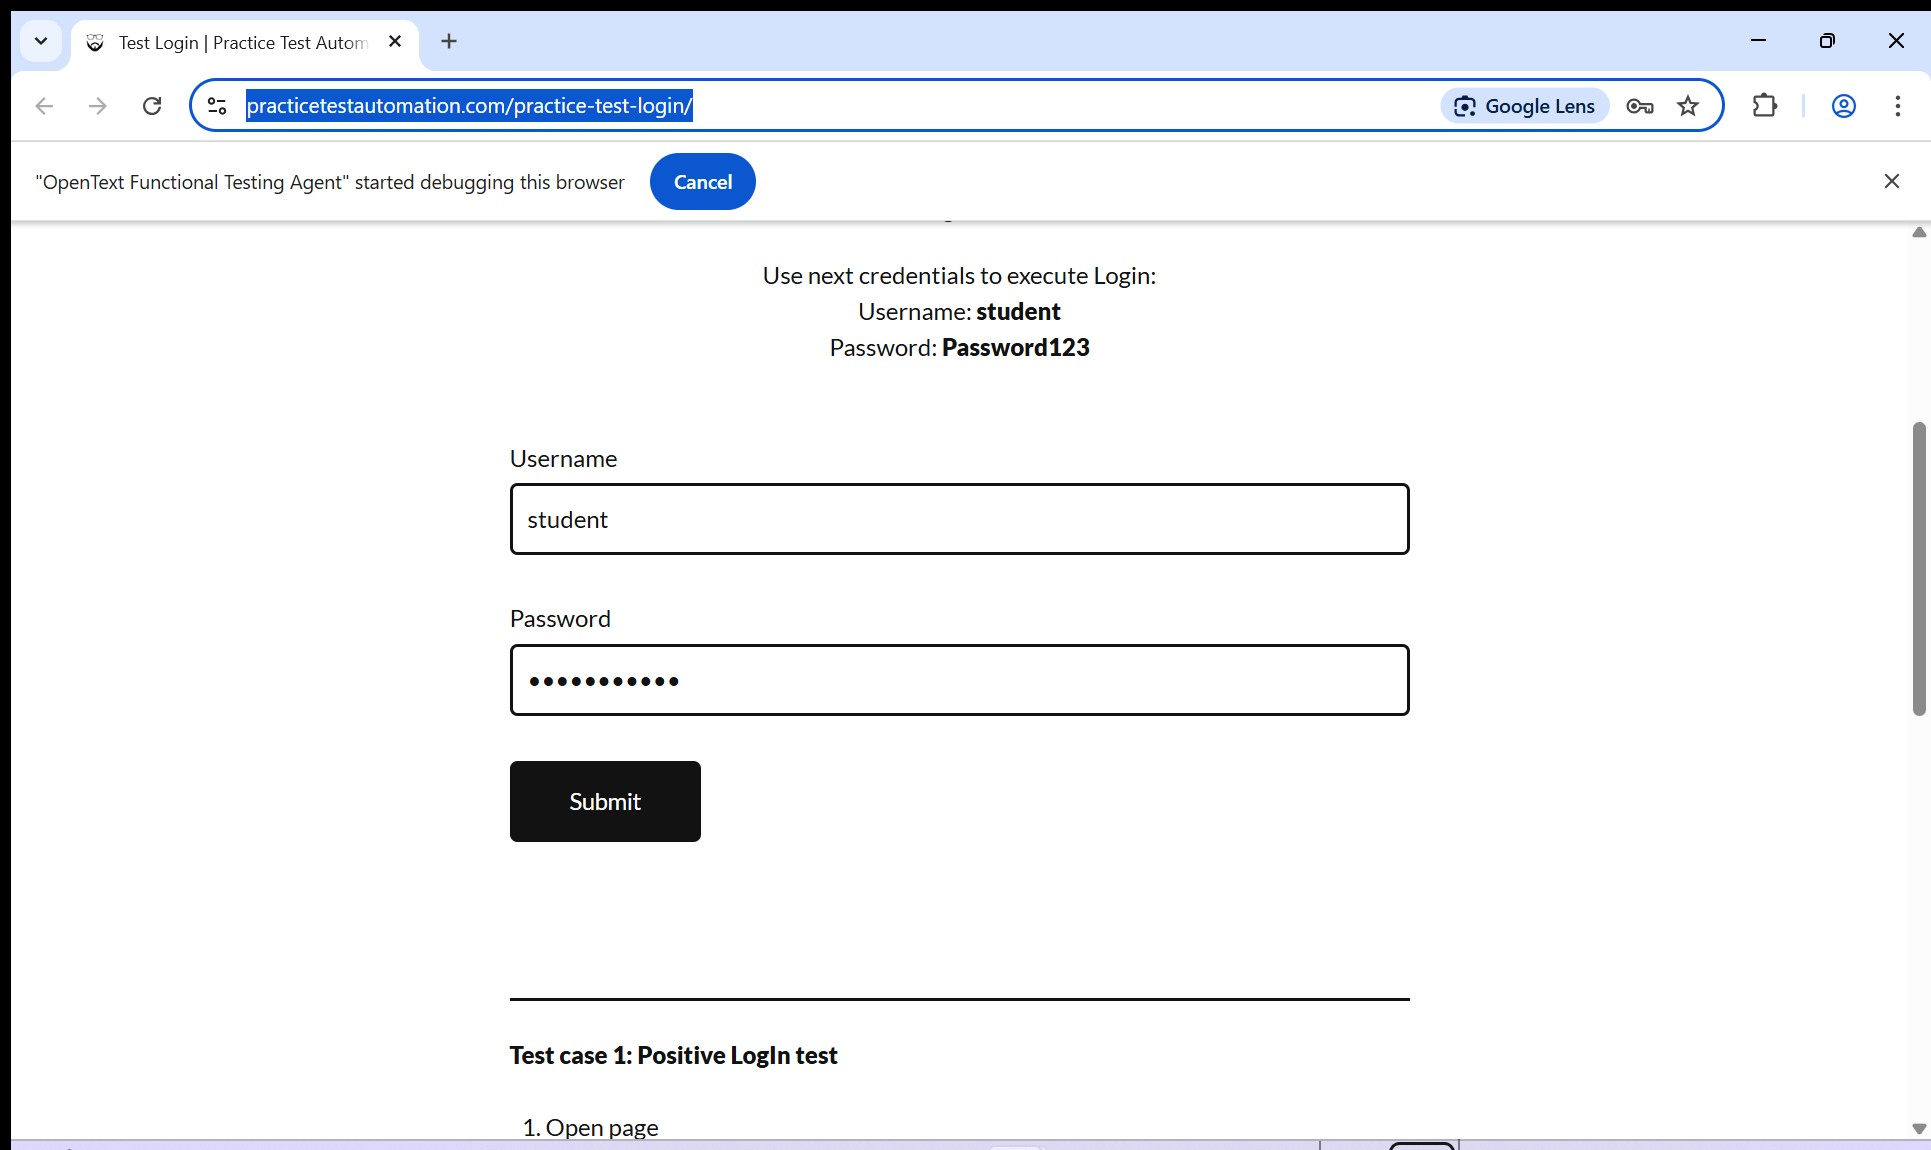 Test Login | Practice Test Autom
practicetestautomation.com/practice-test-login/
Google Lens
"OpenText Functional Testing Agent" started debugging this browser
Cancel
Use next credentials to execute Login:
Username: student
Password: Password123
Username
student
Password
•••••••••••
Submit
Test case 1: Positive LogIn test
1. Open page